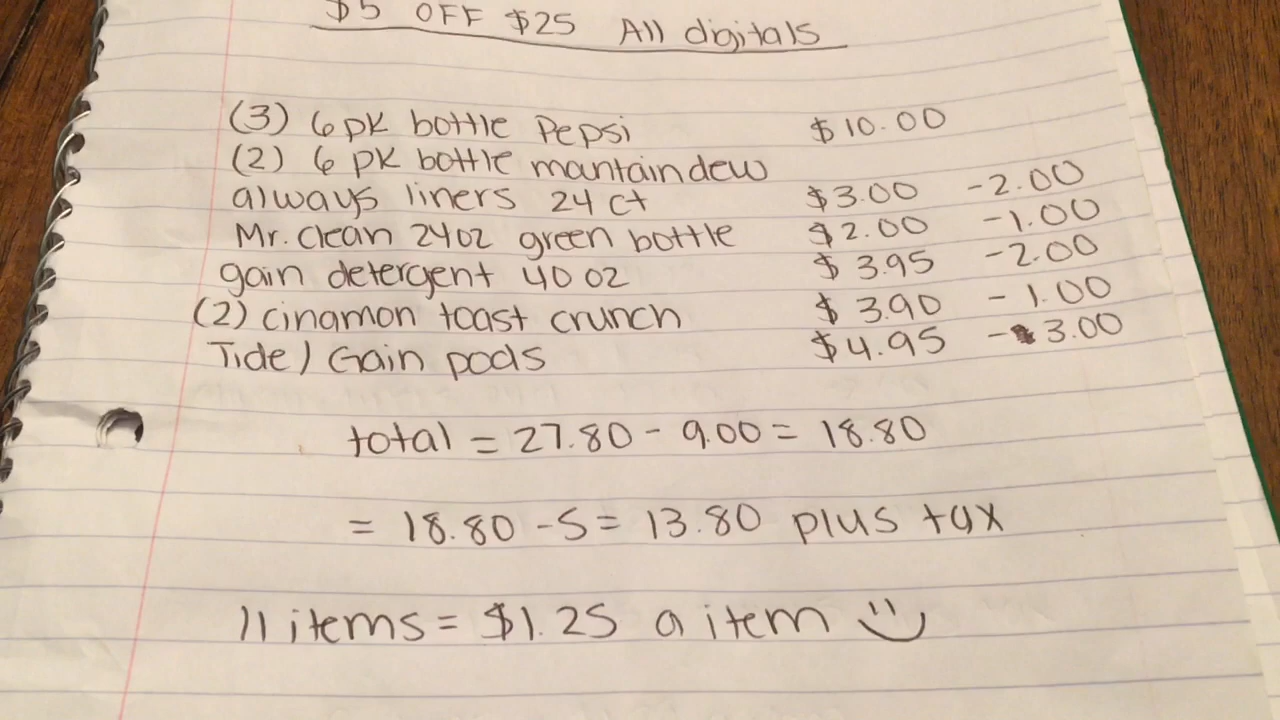 $5 OFF $25 All digitals
(3) 6 pk bottle Pepsi $10.00
(2) 6 pk bottle mantaindew
always liners 24 ct $3.00 -2.00
Mr. clean 24oz green bottle $2.00 -1.00
gain detergent 40 oz $3.95 -2.00
(2) cinamon toast crunch $3.90 -1.00
Tide / Gain pods $4.95 -3.00
total = 27.80 - 9.00 = 18.80
= 18.80 - 5 = 13.80 plus tax
11 items = $1.25 a item